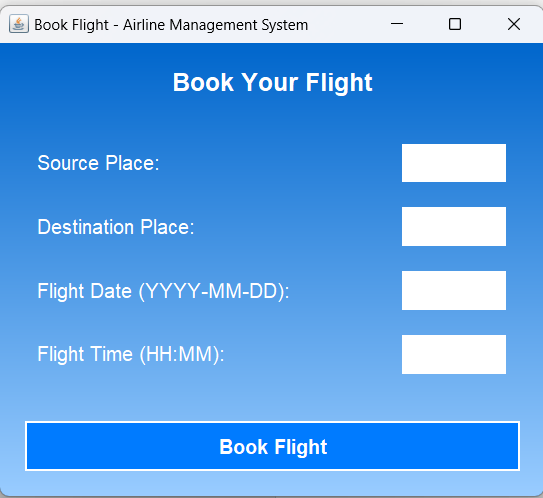 Book Flight - Airline Management System
Book Your Flight
Source Place:
Destination Place:
Flight Date (YYYY-MM-DD):
Flight Time (HH:MM):
Book Flight